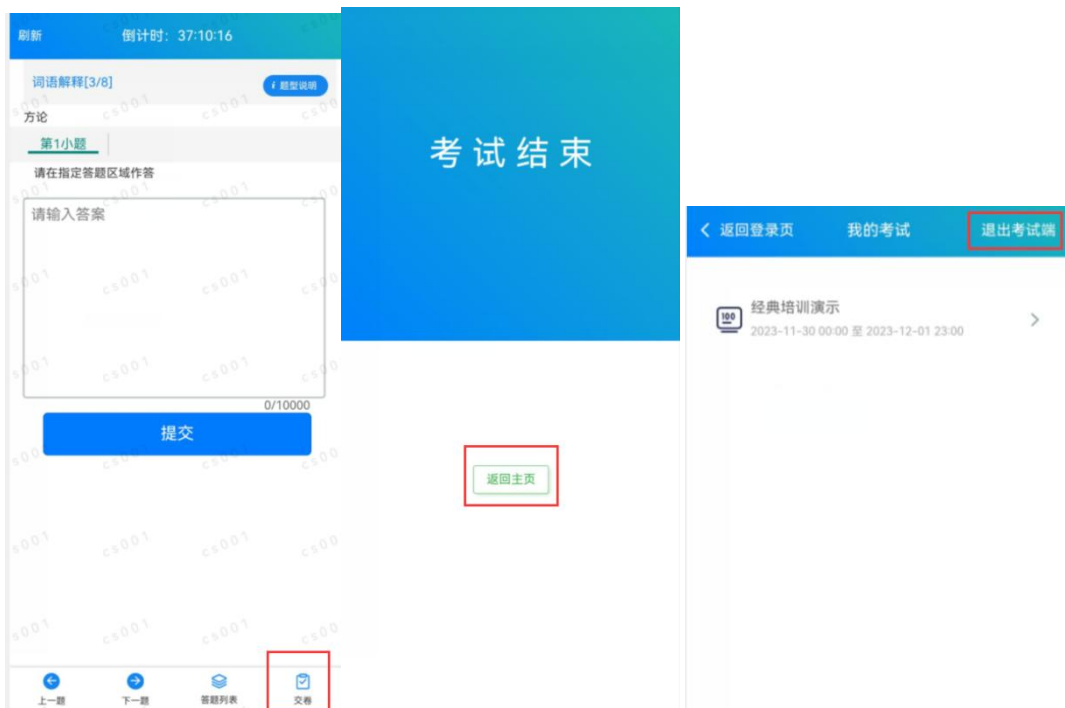 刷新 倒计时: 37:10:16
词语解释[3/8]
i 题型说明
方论
第1小题
请在指定答题区域作答
请输入答案
0/10000
提交
上一题 下一题 答题列表 交卷
cs001
考试结束
返回主页
返回登录页 我的考试 退出考试端
100
经典培训演示
2023-11-30 00:00 至 2023-12-01 23:00